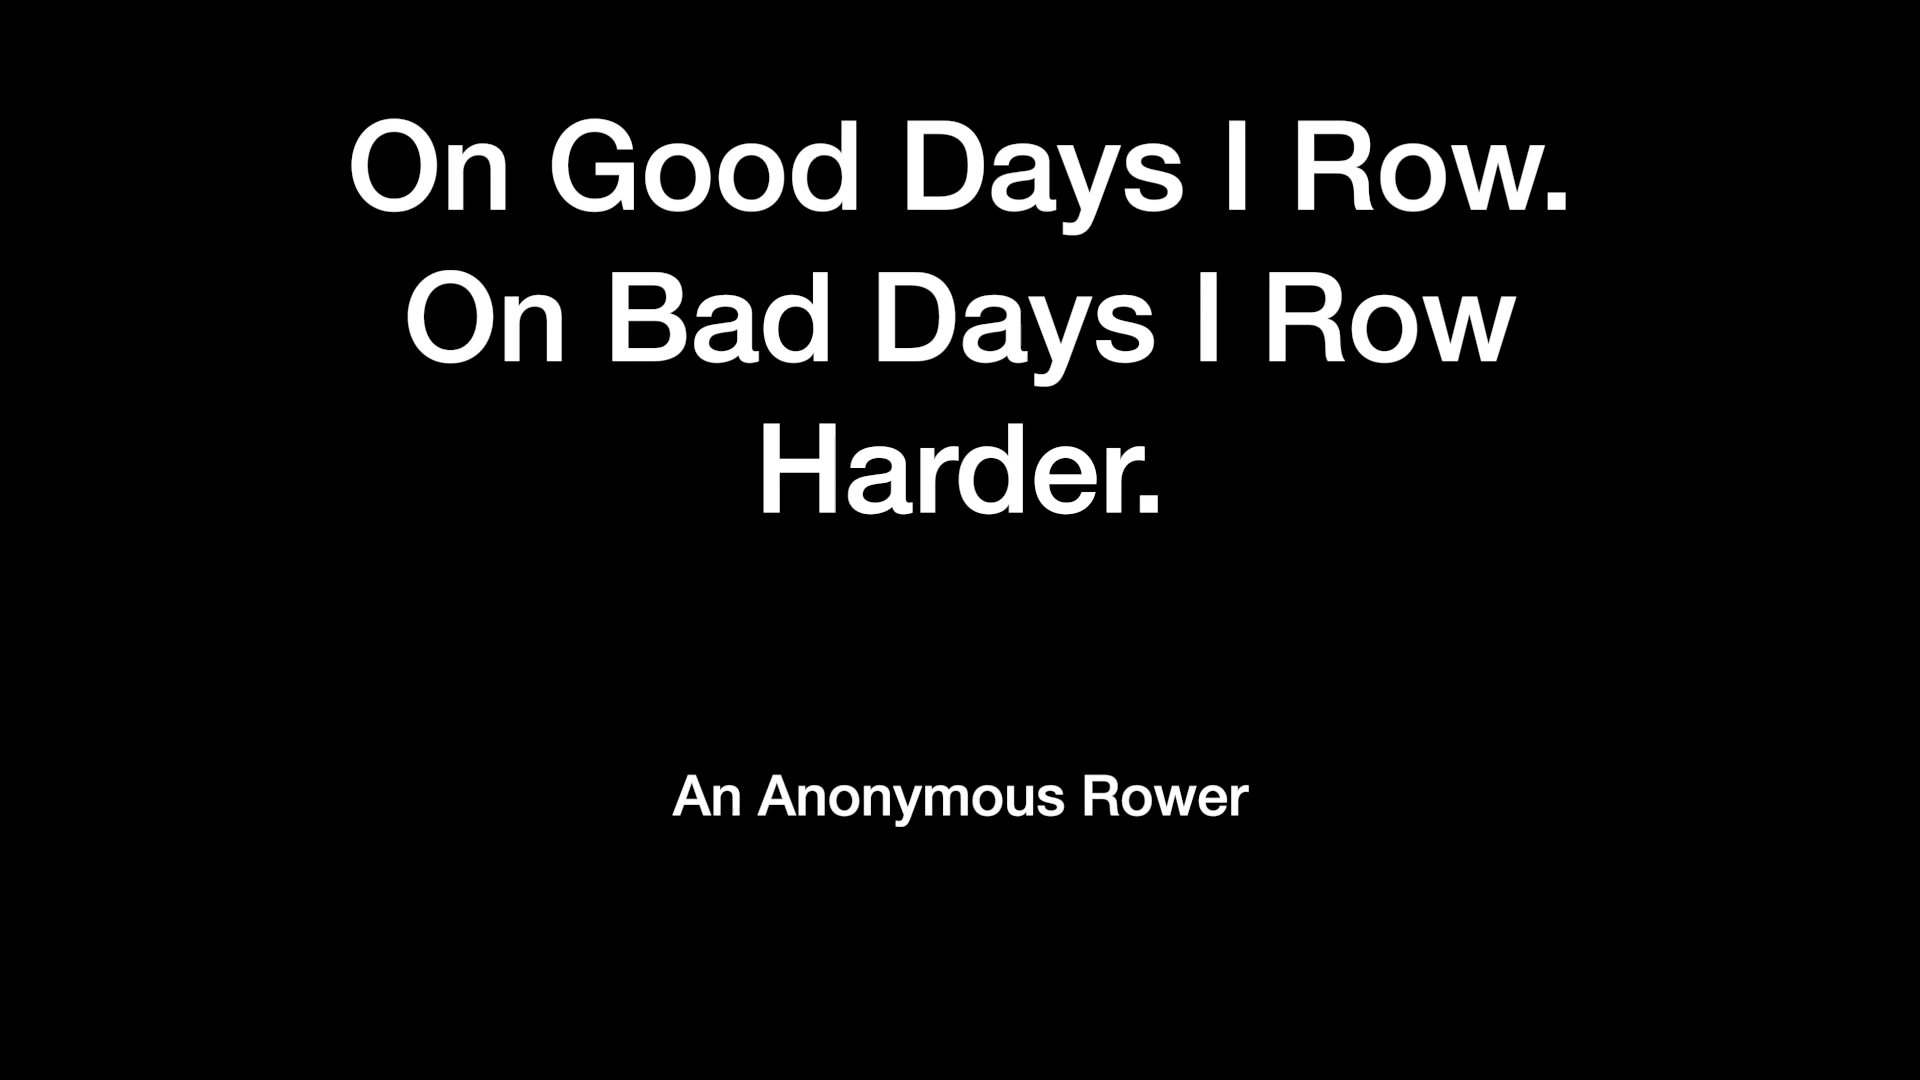 On Good Days I Row.
On Bad Days I Row
Harder.
An Anonymous Rower